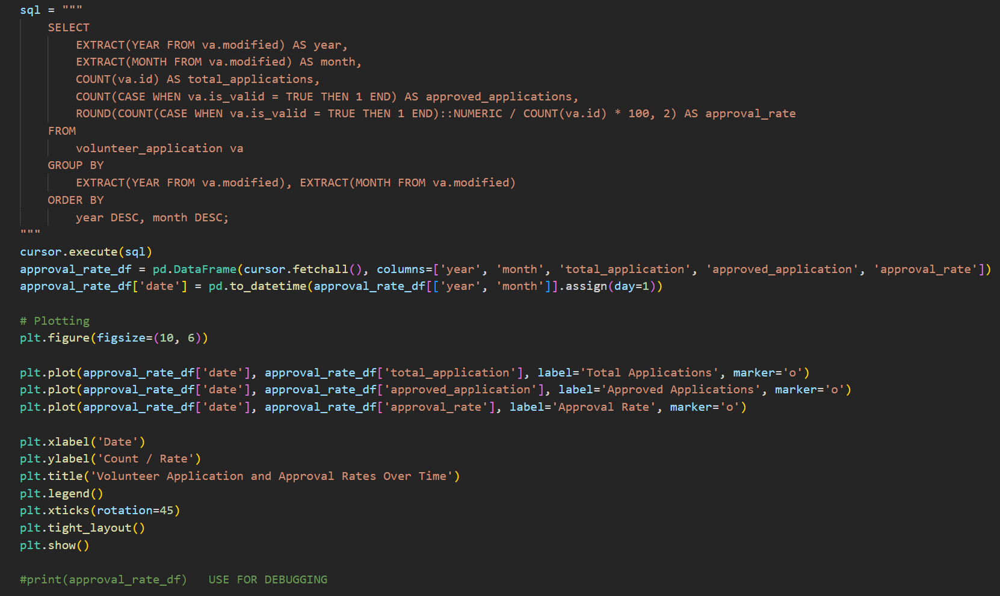 sql = """
    SELECT
        EXTRACT(YEAR FROM va.modified) AS year,
        EXTRACT(MONTH FROM va.modified) AS month,
        COUNT(va.id) AS total_applications,
        COUNT(CASE WHEN va.is_valid = TRUE THEN 1 END) AS approved_applications,
        ROUND(COUNT(CASE WHEN va.is_valid = TRUE THEN 1 END)::NUMERIC / COUNT(va.id) * 100, 2) AS approval_rate
    FROM
        volunteer_application va
    GROUP BY
        EXTRACT(YEAR FROM va.modified), EXTRACT(MONTH FROM va.modified)
    ORDER BY
        year DESC, month DESC;
"""
cursor.execute(sql)
approval_rate_df = pd.DataFrame(cursor.fetchall(), columns=['year', 'month', 'total_application', 'approved_application', 'approval_rate'])
approval_rate_df['date'] = pd.to_datetime(approval_rate_df[['year', 'month']].assign(day=1))

# Plotting
plt.figure(figsize=(10, 6))

plt.plot(approval_rate_df['date'], approval_rate_df['total_application'], label='Total Applications', marker='o')
plt.plot(approval_rate_df['date'], approval_rate_df['approved_application'], label='Approved Applications', marker='o')
plt.plot(approval_rate_df['date'], approval_rate_df['approval_rate'], label='Approval Rate', marker='o')

plt.xlabel('Date')
plt.ylabel('Count / Rate')
plt.title('Volunteer Application and Approval Rates Over Time')
plt.legend()
plt.xticks(rotation=45)
plt.tight_layout()
plt.show()

#print(approval_rate_df)   USE FOR DEBUGGING